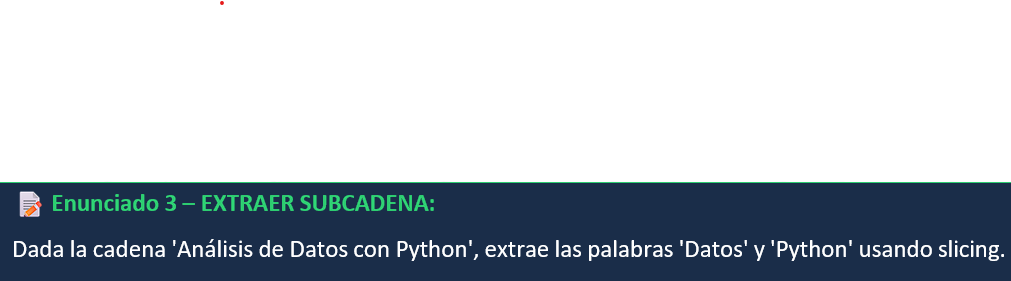 Enunciado 3 – EXTRAER SUBCADENA:
Dada la cadena 'Análisis de Datos con Python', extrae las palabras 'Datos' y 'Python' usando slicing.